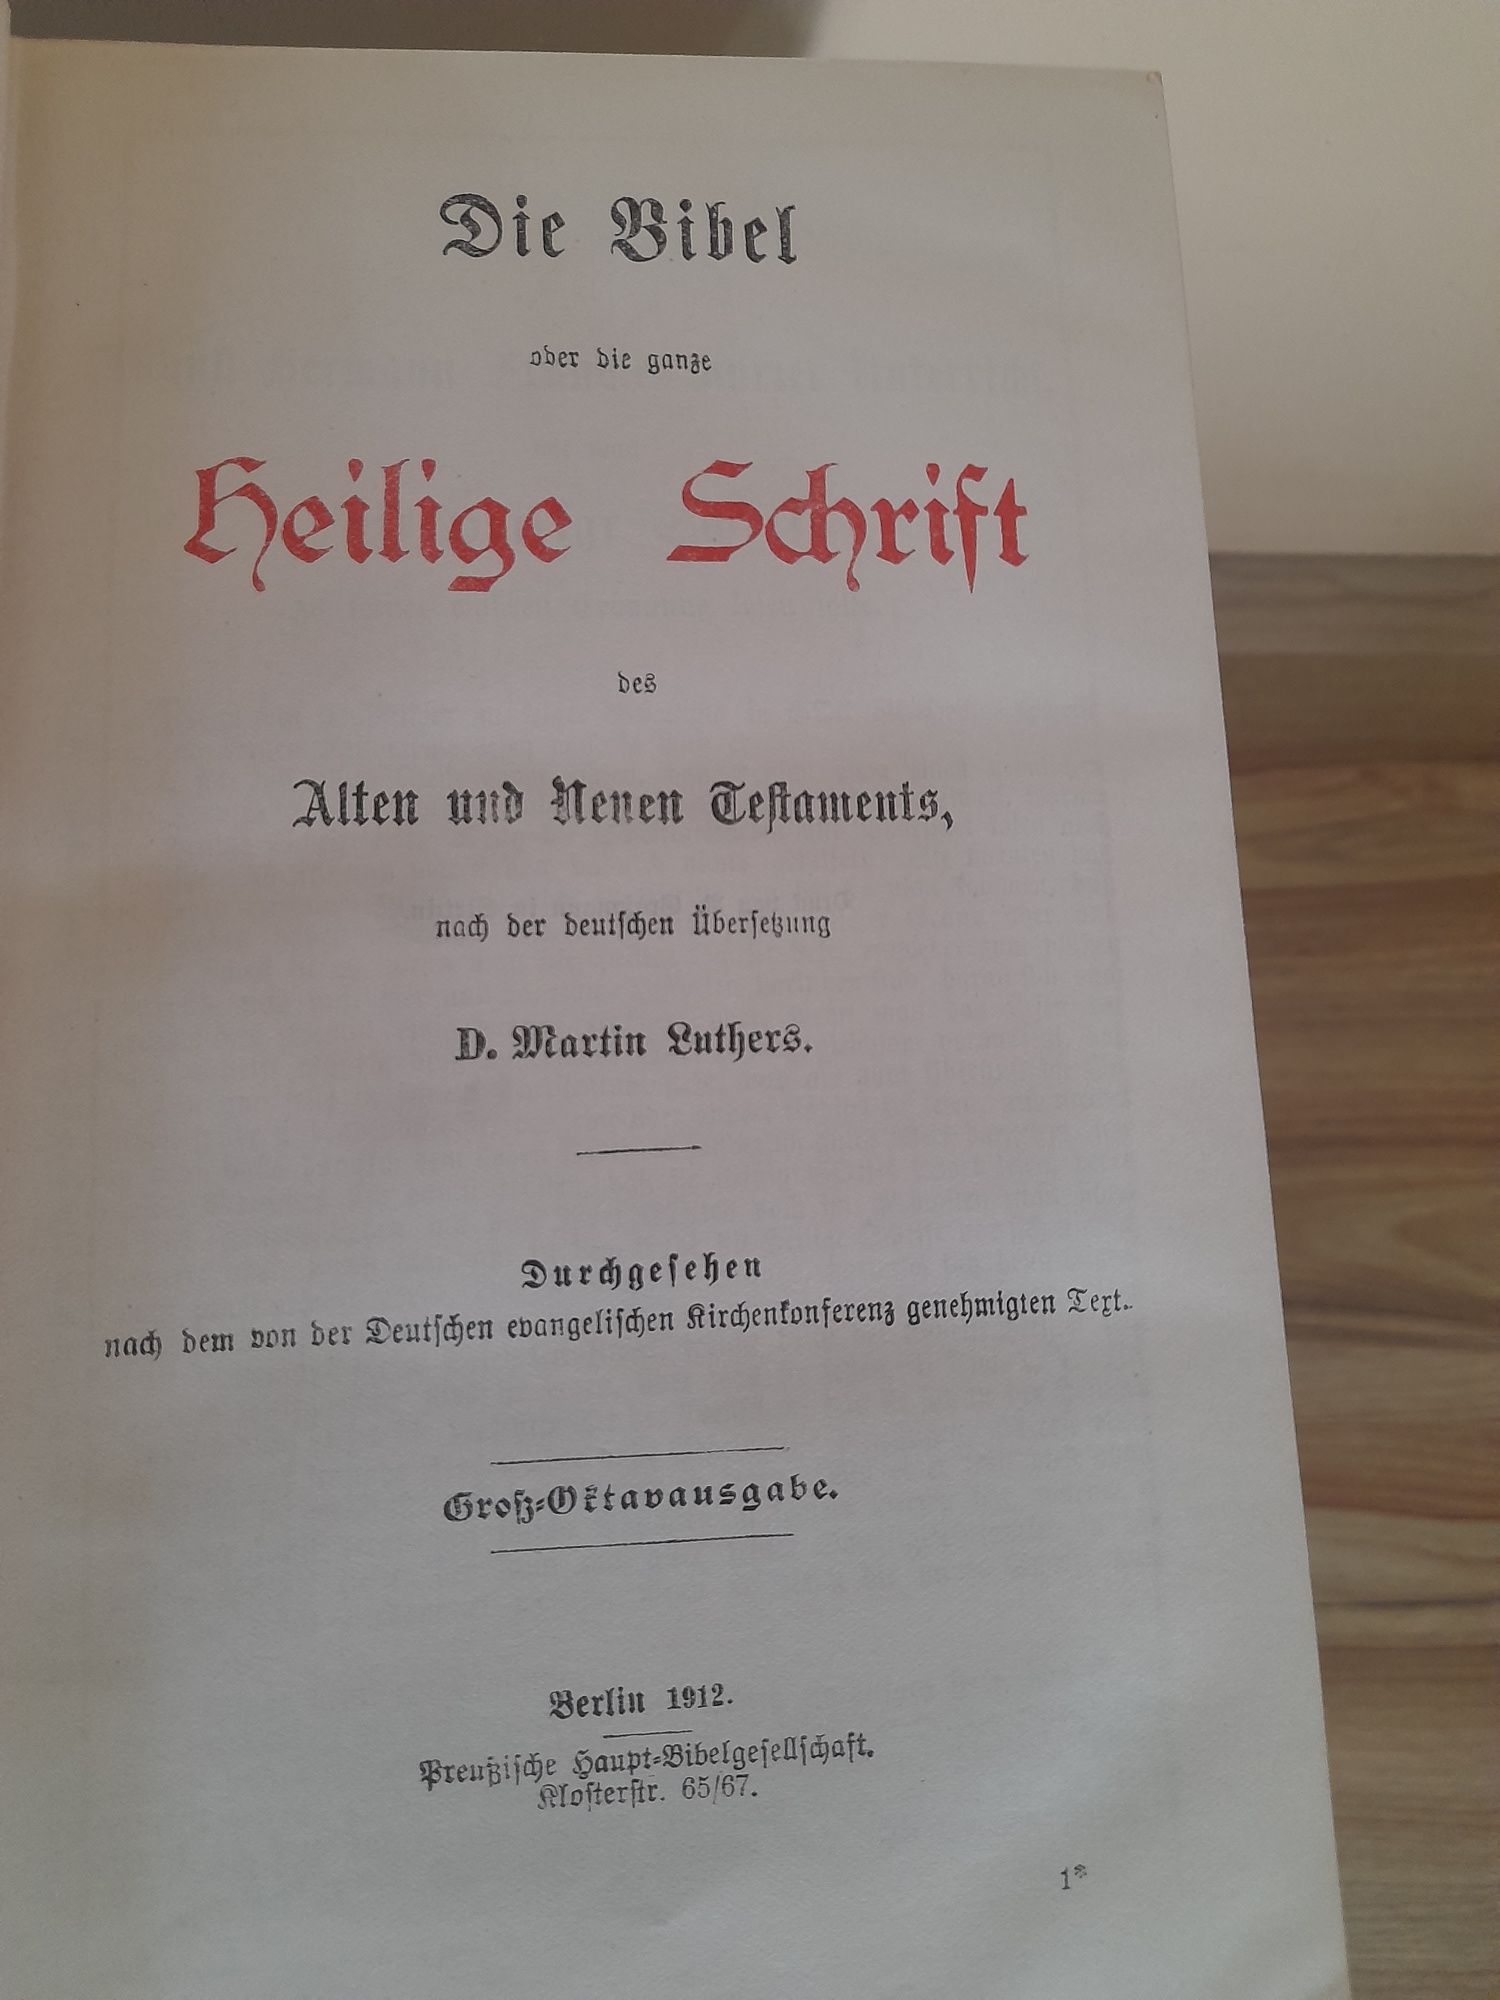 Die Bibel
oder die ganze
Heilige Schrift
des
Alten und Neuen Testaments,
nach der deutschen Übersetzung
D. Martin Luthers.
Durchgesehen
nach dem von der Deutschen evangelischen Kirchenkonferenz genehmigten Text.
Groß-Oktavausgabe.
Berlin 1912.
Preußische Haupt-Bibelgesellschaft.
Klosterstr. 65/67.
1*